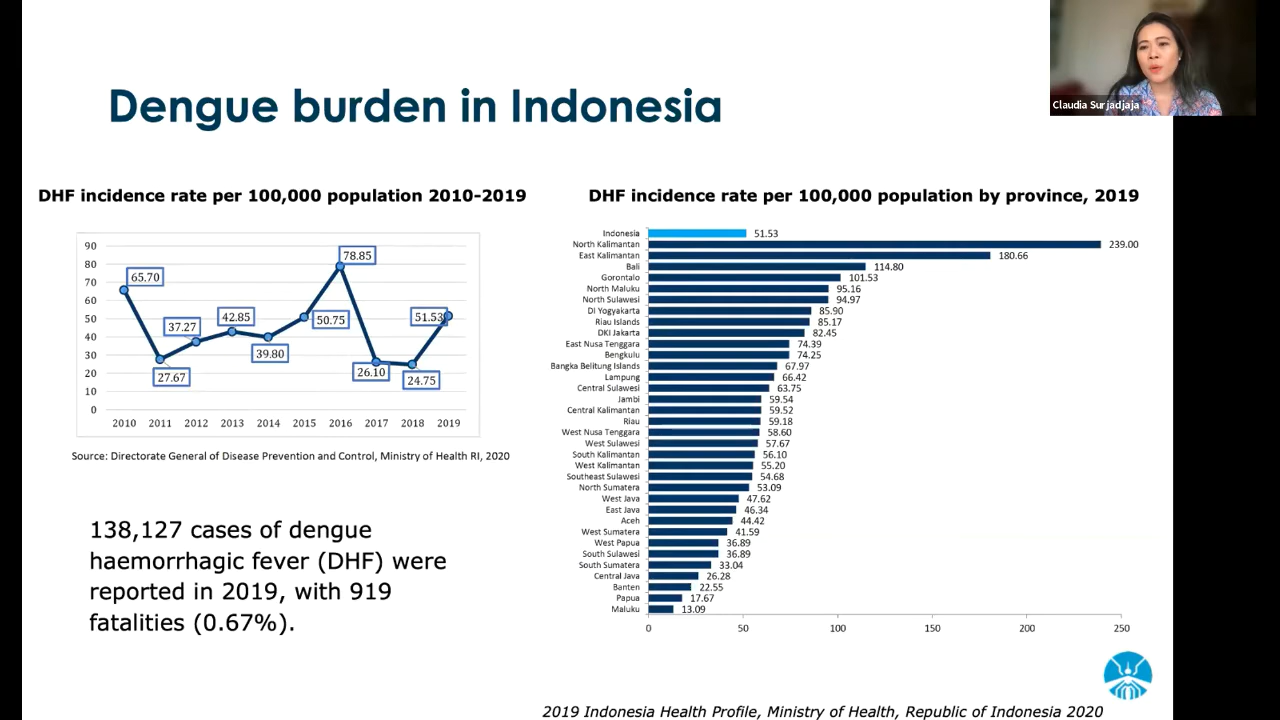 Claudia Surjadjaja
Dengue burden in Indonesia
DHF incidence rate per 100,000 population 2010-2019
90
80
70
60
50
40
30
20
10
0
65.70
27.67
37.27
42.85
39.80
50.75
78.85
26.10
24.75
51.53
2010 2011 2012 2013 2014 2015 2016 2017 2018 2019
Source: Directorate General of Disease Prevention and Control, Ministry of Health RI, 2020
138,127 cases of dengue
haemorrhagic fever (DHF) were
reported in 2019, with 919
fatalities (0.67%).
DHF incidence rate per 100,000 population by province, 2019
Indonesia 51.53
North Kalimantan 239.00
East Kalimantan 180.66
Bali 114.80
Gorontalo 101.53
North Maluku 95.16
North Sulawesi 94.97
DI Yogyakarta 85.90
Riau Islands 85.17
DKI Jakarta 82.45
East Nusa Tenggara 74.39
Bengkulu 74.25
Bangka Belitung Islands 67.97
Lampung 66.42
Central Sulawesi 63.75
Jambi 59.54
Central Kalimantan 59.52
Riau 59.18
West Nusa Tenggara 58.60
West Sulawesi 57.67
South Kalimantan 56.10
West Kalimantan 55.20
Southeast Sulawesi 54.68
North Sumatera 53.09
West Java 47.62
East Java 46.34
Aceh 44.42
West Sumatera 41.59
West Papua 36.89
South Sulawesi 36.89
South Sumatera 33.04
Central Java 26.28
Banten 22.55
Papua 17.67
Maluku 13.09
0 50 100 150 200 250
2019 Indonesia Health Profile, Ministry of Health, Republic of Indonesia 2020